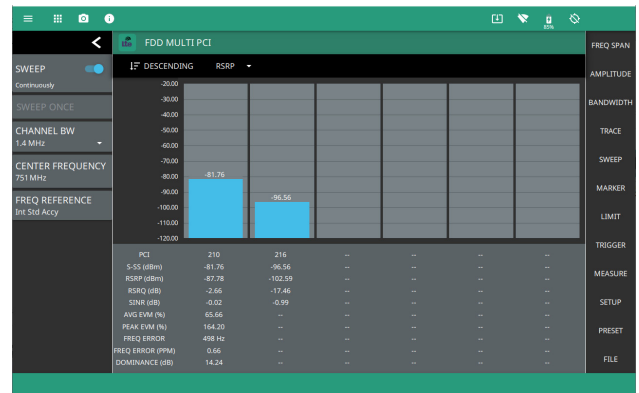 85%
FDD MULTI PCI
DESCENDING RSRP
SWEEP
Continuously
SWEEP ONCE
CHANNEL BW
1.4 MHz
CENTER FREQUENCY
751 MHz
FREQ REFERENCE
Int Std Accy
-20.00
-30.00
-40.00
-50.00
-60.00
-70.00
-80.00
-90.00
-100.00
-110.00
-120.00
-81.76
-96.56
PCI 210 216 -- -- -- --
S-SS (dBm) -81.76 -96.56 -- -- -- --
RSRP (dBm) -87.78 -102.59 -- -- -- --
RSRQ (dB) -2.66 -17.46 -- -- -- --
SINR (dB) -0.02 -0.99 -- -- -- --
AVG EVM (%) 65.66 -- -- -- -- --
PEAK EVM (%) 164.20 -- -- -- -- --
FREQ ERROR 498 Hz -- -- -- -- --
FREQ ERROR (PPM) 0.66 -- -- -- -- --
DOMINANCE (dB) 14.24 -- -- -- -- --
FREQ SPAN
AMPLITUDE
BANDWIDTH
TRACE
SWEEP
MARKER
LIMIT
TRIGGER
MEASURE
SETUP
PRESET
FILE